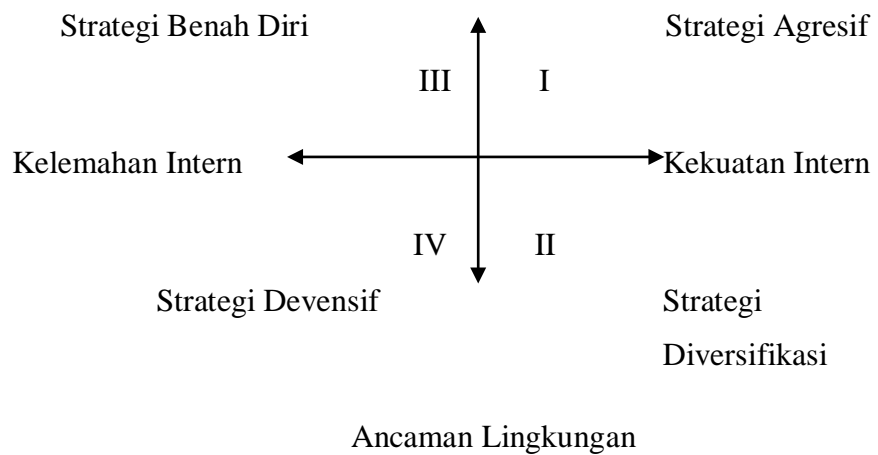 Strategi Benah Diri
Strategi Agresif
III
I
Kelemahan Intern
Kekuatan Intern
IV
II
Strategi Devensif
Strategi
Diversifikasi
Ancaman Lingkungan